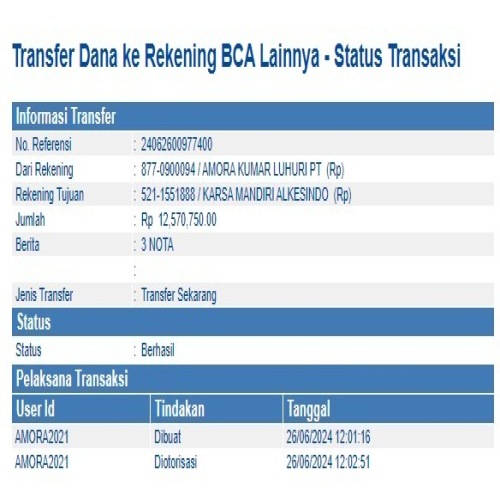 Transfer Dana ke Rekening BCA Lainnya - Status Transaksi
Informasi Transfer
No. Referensi : 24062600977400
Dari Rekening : 877-0900094 / AMORA KUMAR LUHURI PT (Rp)
Rekening Tujuan : 521-1551888 / KARSA MANDIRI ALKESINDO (Rp)
Jumlah : Rp 12,570,750.00
Berita : 3 NOTA
:
Jenis Transfer : Transfer Sekarang
Status
Status : Berhasil
Pelaksana Transaksi
User Id Tindakan Tanggal
AMORA2021 Dibuat 26/06/2024 12:01:16
AMORA2021 Diotorisasi 26/06/2024 12:02:51